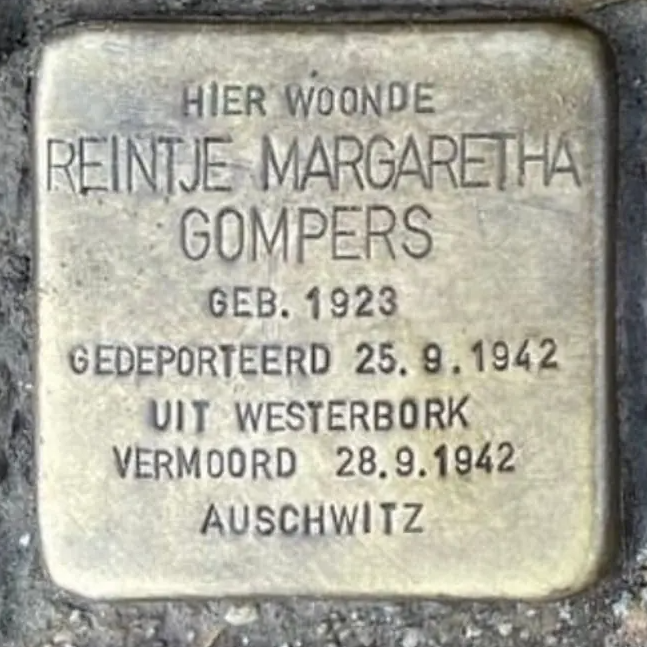 HIER WOONDE
REINTJE MARGARETHA
GOMPERS
GEB. 1923
GEDEPORTEERD 25.9.1942
UIT WESTERBORK
VERMOORD 28.9.1942
AUSCHWITZ